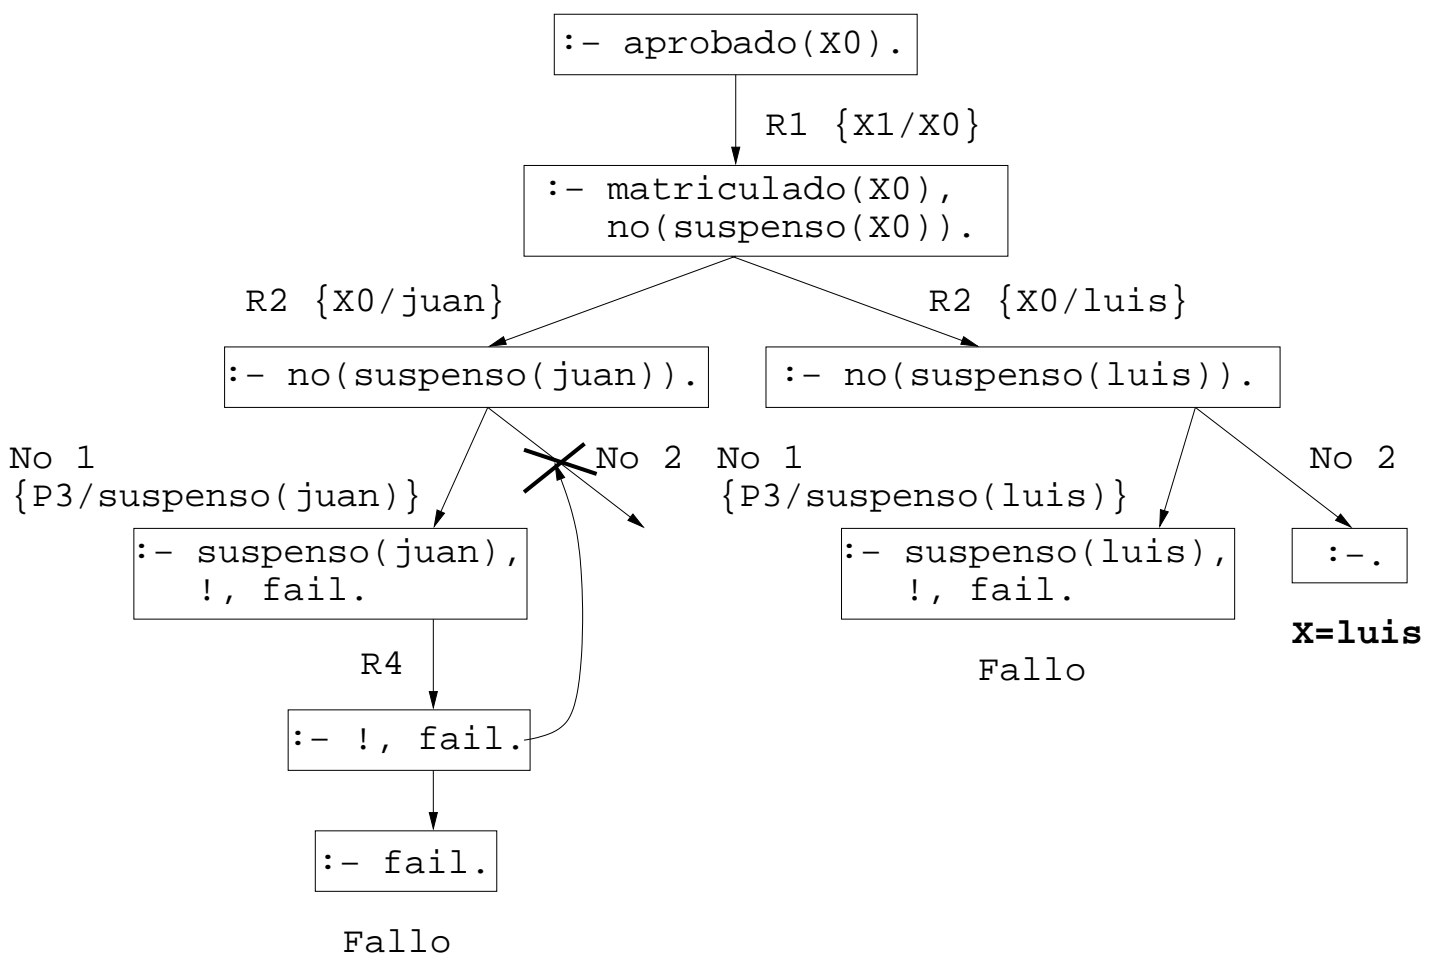 :- aprobado(X0).
R1 {X1/X0}
:- matriculado(X0),
no(suspenso(X0)).
R2 {X0/juan}
R2 {X0/luis}
:- no(suspenso(juan)).
:- no(suspenso(luis)).
No 1
{P3/suspenso(juan)}
No 2
No 1
{P3/suspenso(luis)}
No 2
:- suspenso(juan),
!, fail.
:- suspenso(luis),
!, fail.
:-.
X=luis
Fallo
R4
:- !, fail.
:- fail.
Fallo